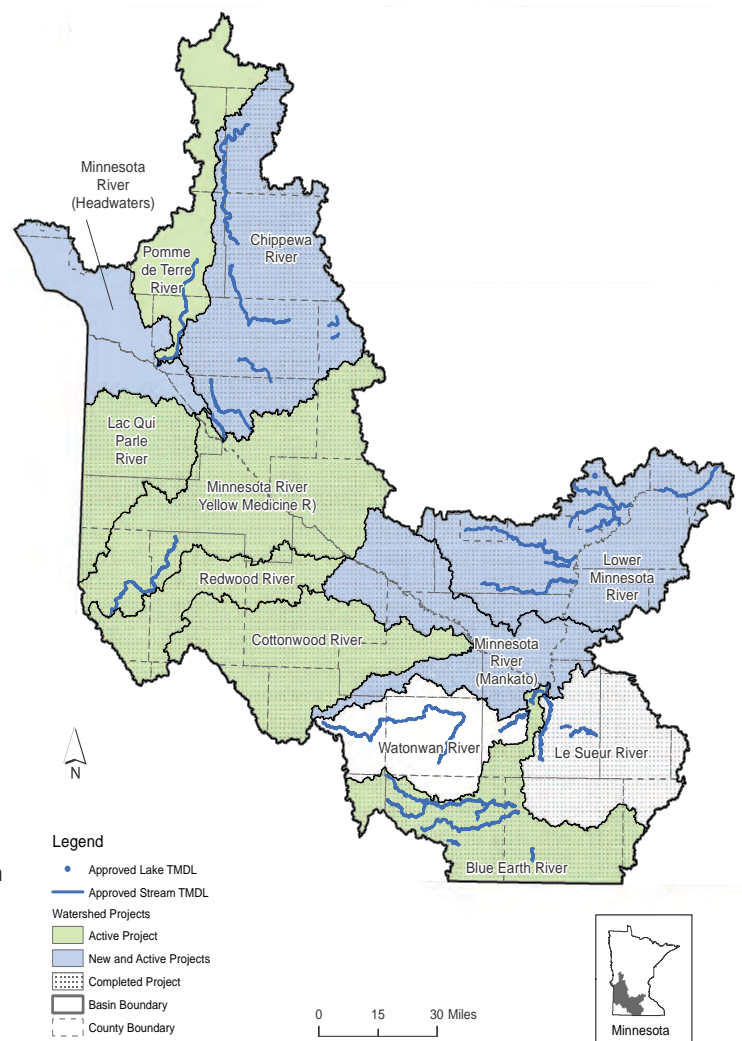 Minnesota
River
(Headwaters)
Pomme
de Terre
River
Chippewa
River
Lac Qui
Parle
River
Minnesota River
Yellow Medicine R)
Redwood River
Cottonwood River
Lower
Minnesota
River
Minnesota
River
(Mankato)
Watonwan River
Le Sueur River
Blue Earth River
N
Legend
Approved Lake TMDL
Approved Stream TMDL
Watershed Projects
Active Project
New and Active Projects
Completed Project
Basin Boundary
County Boundary
0 15 30 Miles
Minnesota